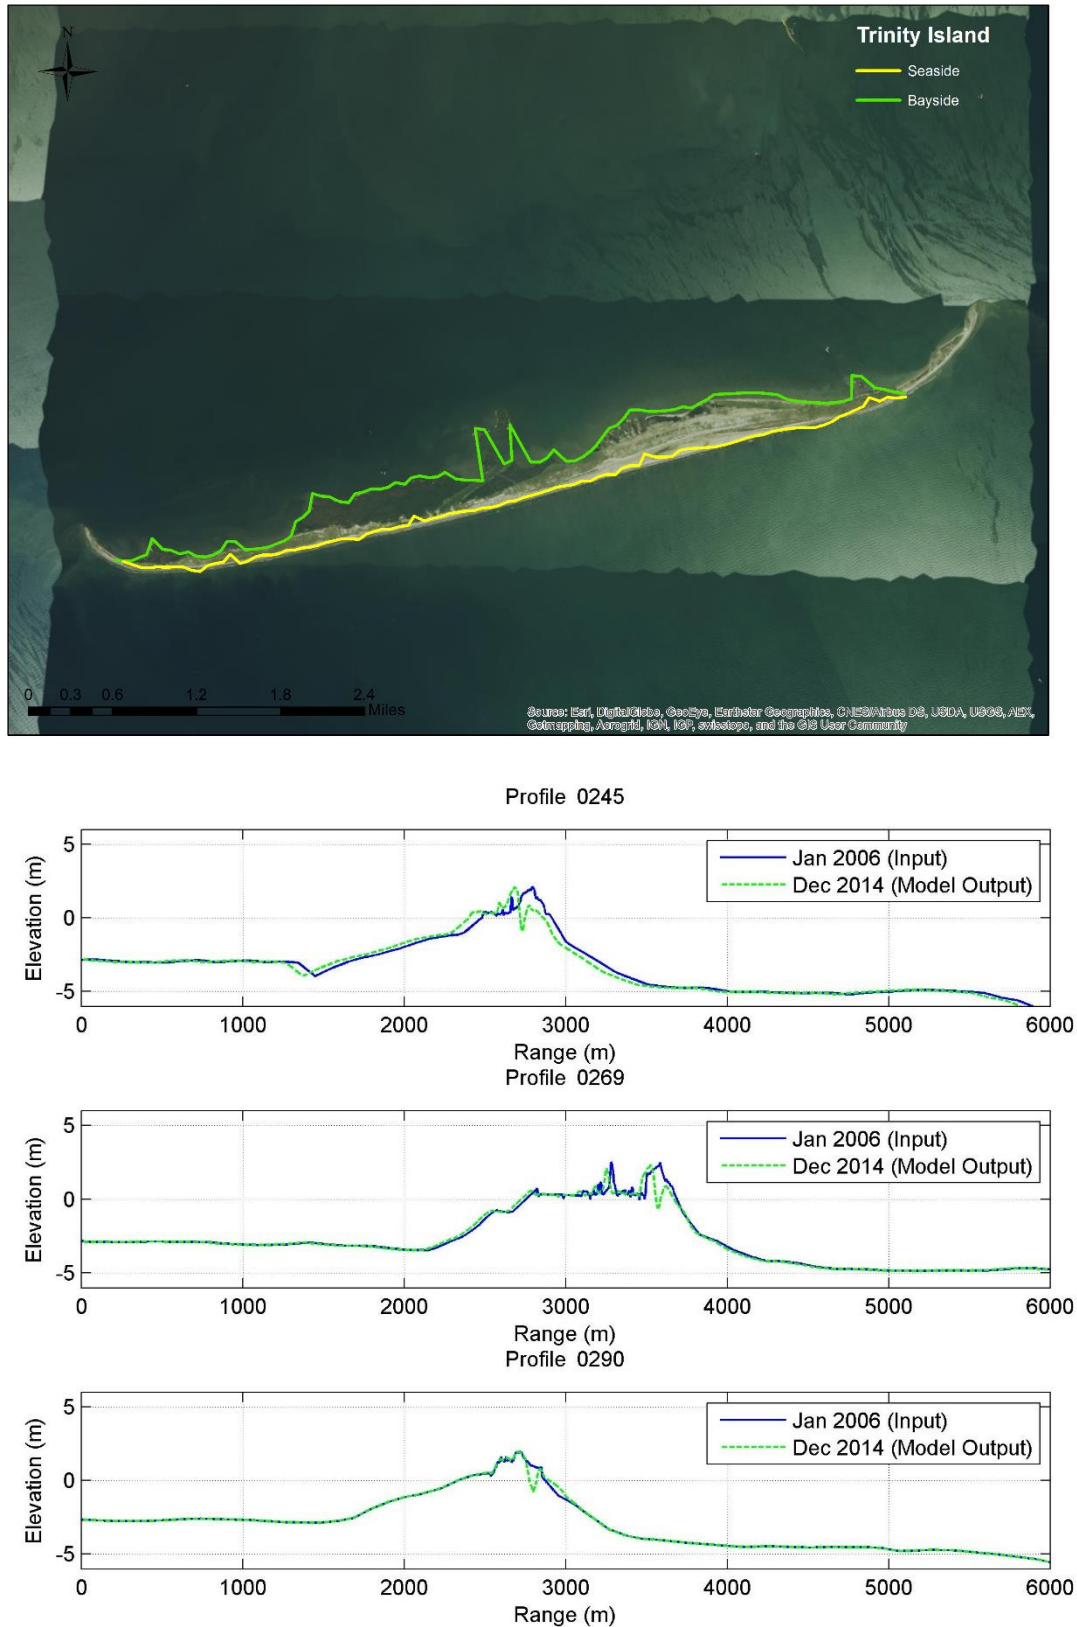 N
Trinity Island
Seaside
Bayside
0 0.3 0.6 1.2 1.8 2.4
Miles
Source: Esri, DigitalGlobe, GeoEye, Earthstar Geographics, CNES/Airbus DS, USDA, USGS, AEX,
Getmapping, Aerogrid, IGN, IGP, swisstopo, and the GIS User Community
Profile 0245
Elevation (m)
5
0
-5
Jan 2006 (Input)
Dec 2014 (Model Output)
0 1000 2000 3000 4000 5000 6000
Range (m)
Profile 0269
Elevation (m)
5
0
-5
Jan 2006 (Input)
Dec 2014 (Model Output)
0 1000 2000 3000 4000 5000 6000
Range (m)
Profile 0290
Elevation (m)
5
0
-5
Jan 2006 (Input)
Dec 2014 (Model Output)
0 1000 2000 3000 4000 5000 6000
Range (m)